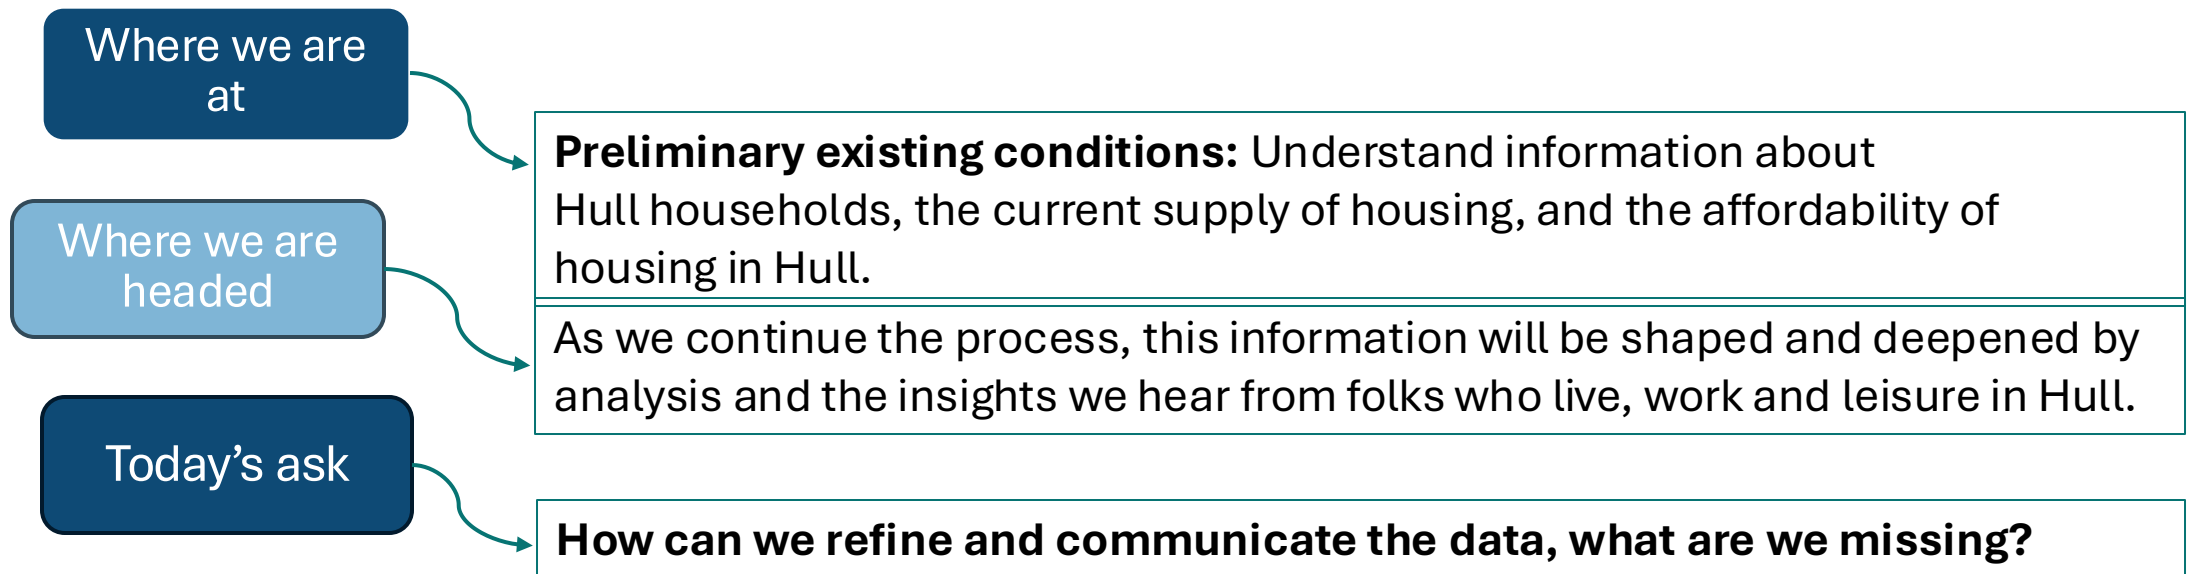 Where we are
at
Preliminary existing conditions: Understand information about
Hull households, the current supply of housing, and the affordability of
housing in Hull.
Where we are
headed
As we continue the process, this information will be shaped and deepened by
analysis and the insights we hear from folks who live, work and leisure in Hull.
Today’s ask
How can we refine and communicate the data, what are we missing?